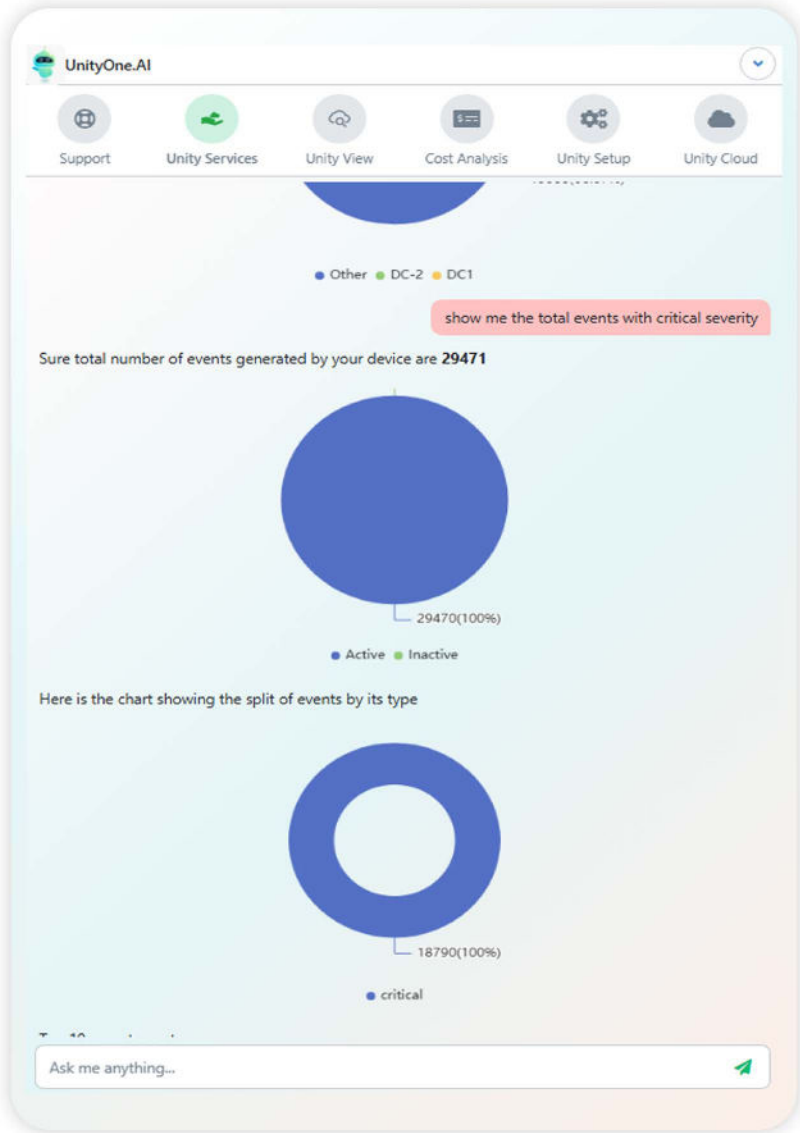 UnityOne.AI
Support Unity Services Unity View Cost Analysis Unity Setup Unity Cloud
Other DC-2 DC1
show me the total events with critical severity
Sure total number of events generated by your device are 29471
29470(100%)
Active Inactive
Here is the chart showing the split of events by its type
18790(100%)
critical
Ask me anything...